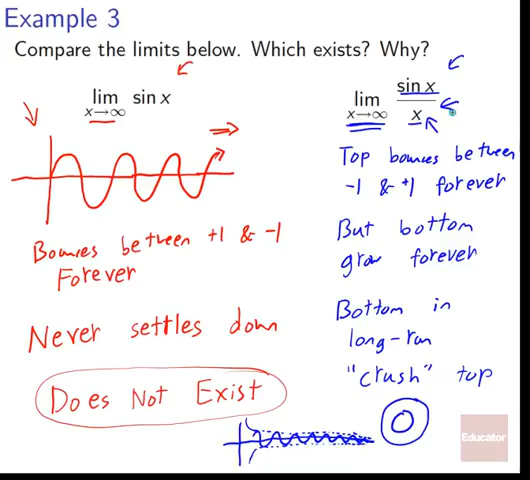 Example 3
Compare the limits below. Which exists? Why?
lim sin x
x→∞
lim sin x
x→∞ x
Bounces between +1 & -1
Forever
Never settles down
Does Not Exist
Top bounces between
-1 & +1 forever
But bottom
grow forever
Bottom in
long-run
"crush" top
0
Educator